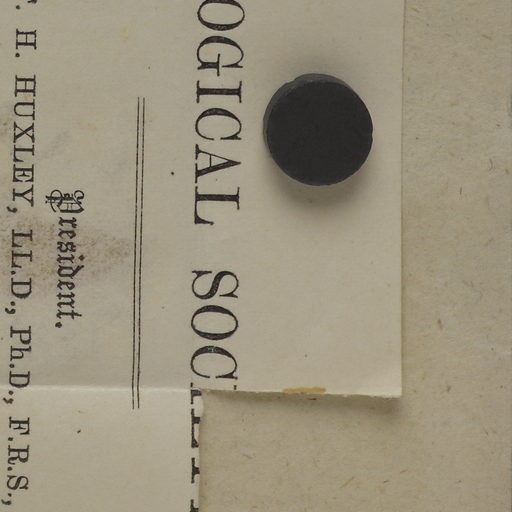 OGICAL SOC
President.
H. HUXLEY, LL.D., Ph.D., F.R.S.,